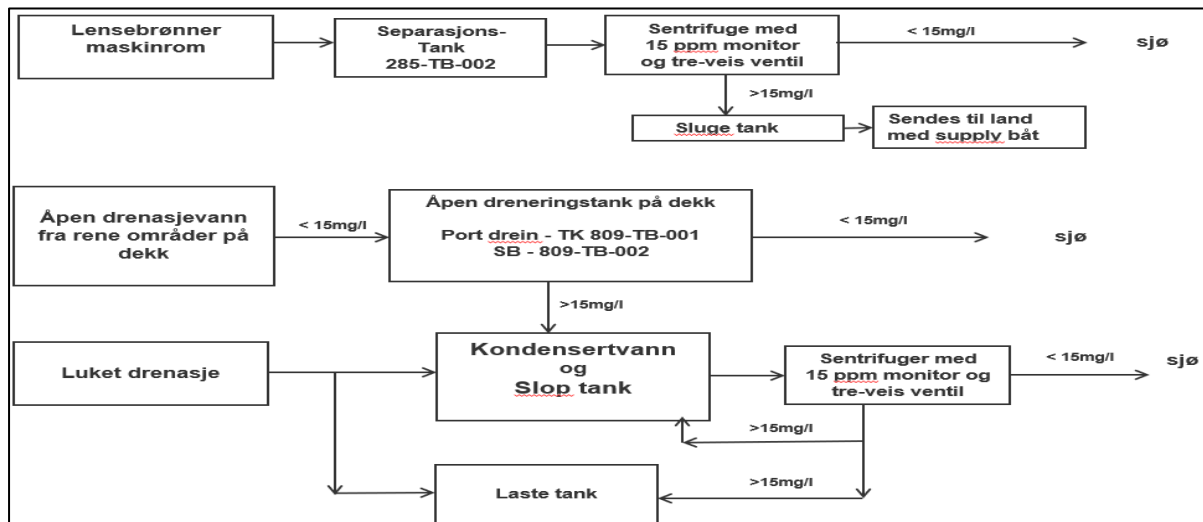 Lensebrønner
maskinrom
Separasjons-
Tank
285-TB-002
Sentrifuge med
15 ppm monitor
og tre-veis ventil
< 15mg/l
sjø
>15mg/l
Sluge tank
Sendes til land
med supply båt
Åpen drenasjevann
fra rene områder på
dekk
< 15mg/l
Åpen dreneringstank på dekk
Port drein - TK 809-TB-001
SB - 809-TB-002
< 15mg/l
sjø
>15mg/l
Luket drenasje
Kondensertvann
og
Slop tank
Sentrifuger med
15 ppm monitor og
tre-veis ventil
< 15mg/l
sjø
>15mg/l
Laste tank
>15mg/l